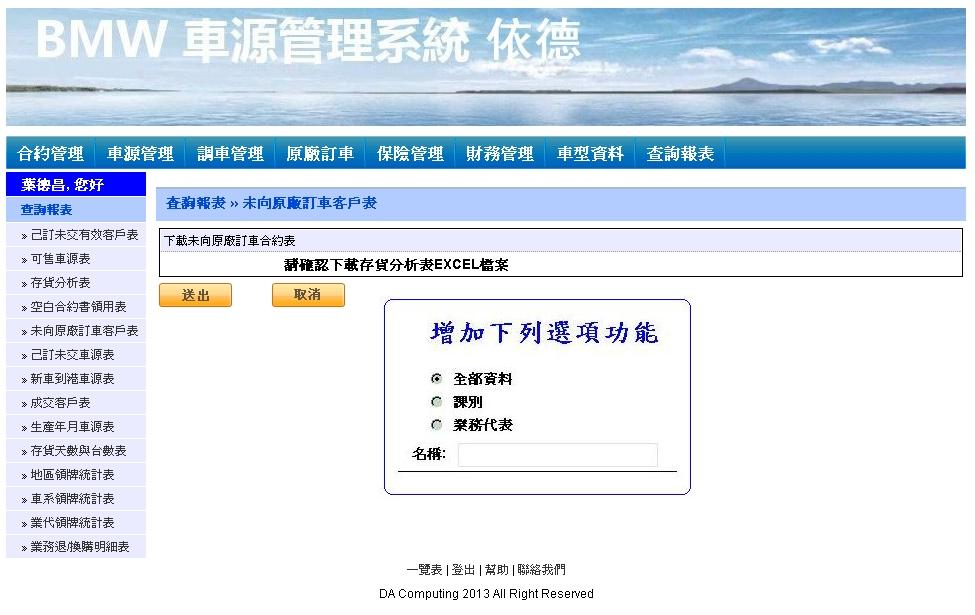 BMW 車源管理系統 依德
合約管理 車源管理 調車管理 原廠訂車 保險管理 財務管理 車型資料 查詢報表
葉德昌, 您好
查詢報表
» 己訂未交有效客戶表
» 可售車源表
» 存貨分析表
» 空白合約書領用表
» 未向原廠訂車客戶表
» 己訂未交車源表
» 新車到港車源表
» 成交客戶表
» 生產年月車源表
» 存貨天數與台數表
» 地區領牌統計表
» 車系領牌統計表
» 業代領牌統計表
» 業務退/換購明細表
查詢報表 » 未向原廠訂車客戶表
下載未向原廠訂車合約表
請確認下載存貨分析表EXCEL檔案
送出 取消
增加下列選項功能
全部資料
課別
業務代表
名稱:
一覽表 | 登出 | 幫助 | 聯絡我們
DA Computing 2013 All Right Reserved